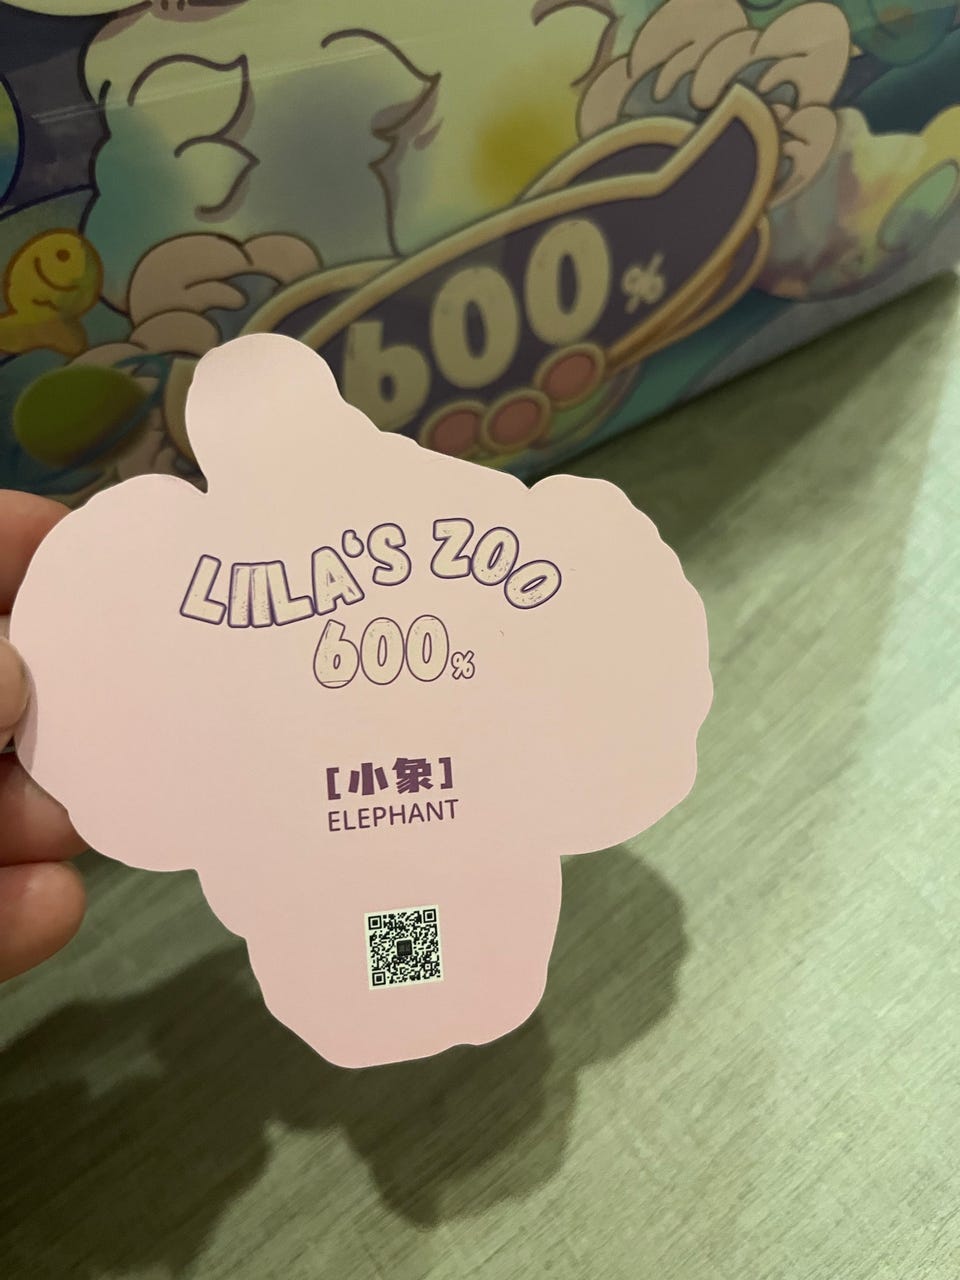 600%
LIILA'S ZOO
600%
[小象]
ELEPHANT